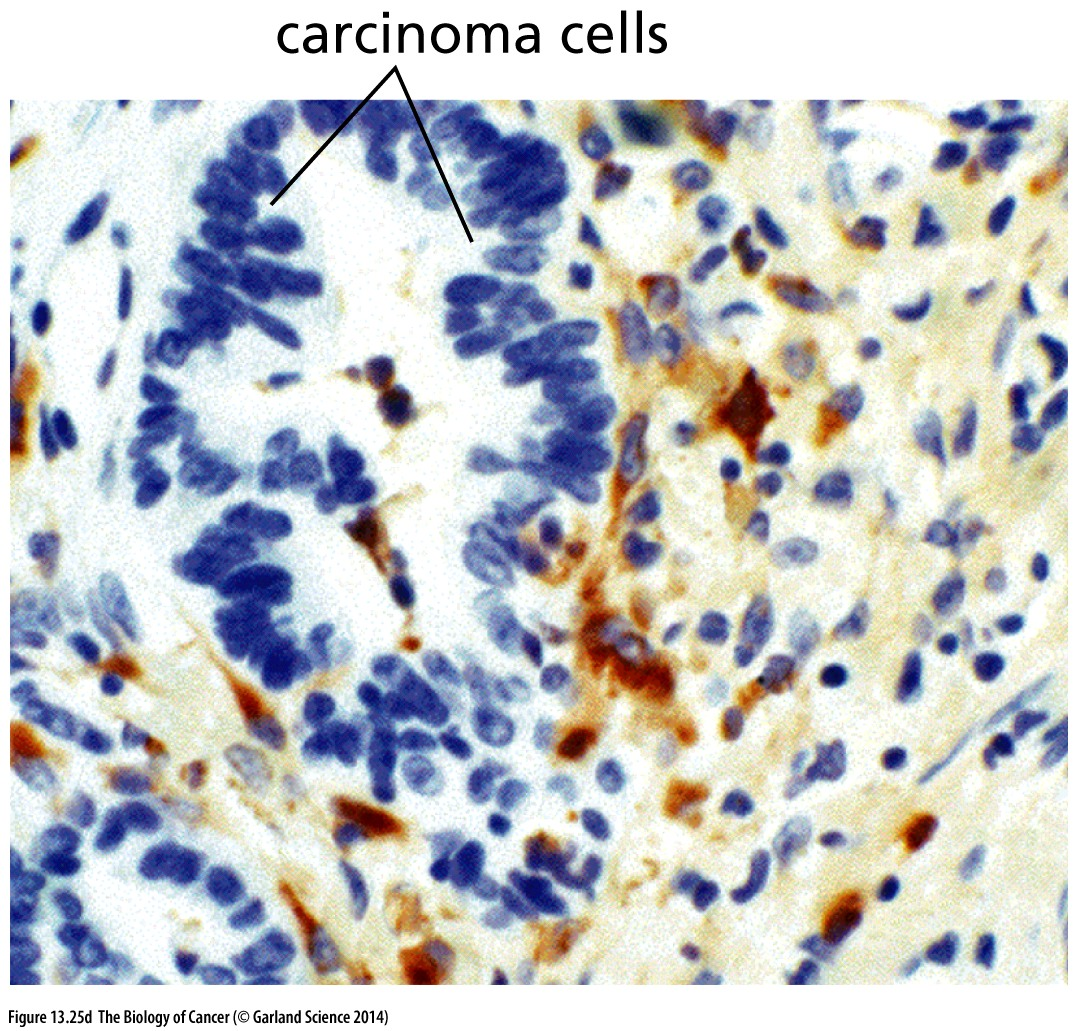 carcinoma cells
Figure 13.25d The Biology of Cancer (© Garland Science 2014)